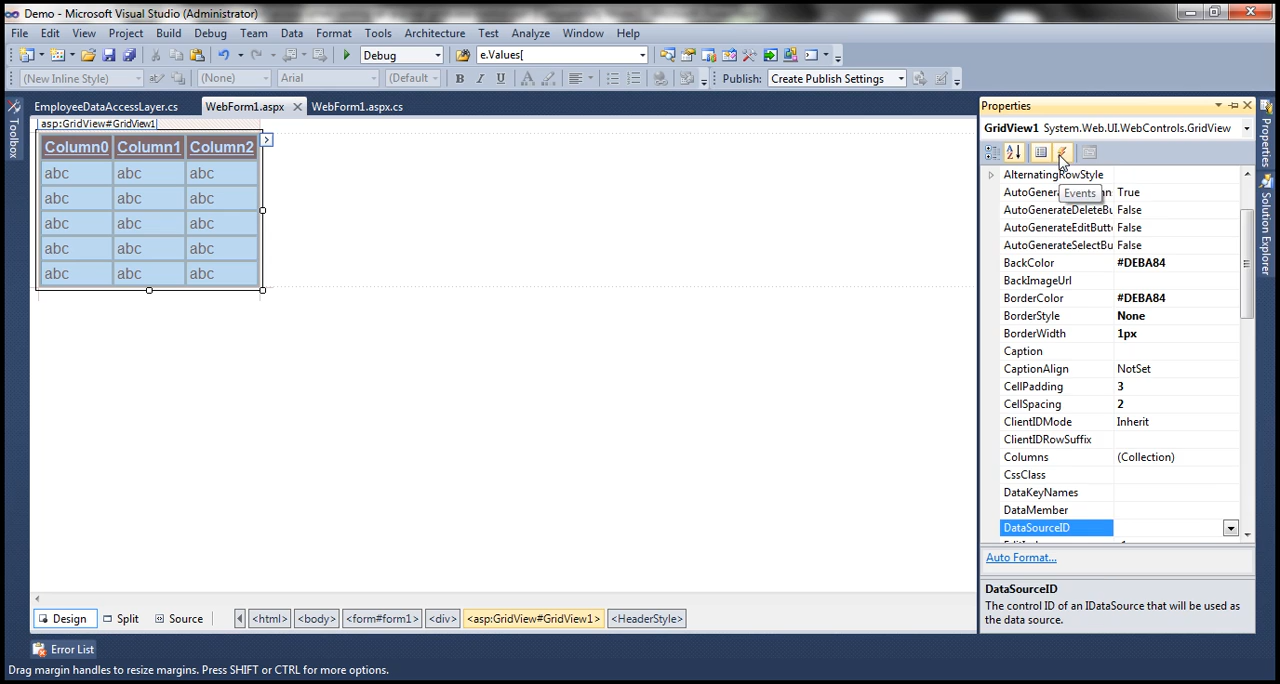 Demo - Microsoft Visual Studio (Administrator)
File Edit View Project Build Debug Team Data Format Tools Architecture Test Analyze Window Help
Debug e.Values[
(New Inline Style) (None) Arial (Default B I U A Publish: Create Publish Settings
EmployeeDataAccessLayer.cs WebForm1.aspx WebForm1.aspx.cs
Toolbox
asp:GridView#GridView1
Column0 Column1 Column2
abc abc abc
abc abc abc
abc abc abc
abc abc abc
abc abc abc
Properties
GridView1 System.Web.UI.WebControls.GridView
AlternatingRowStyle
AutoGenera mn True
AutoGenerateDeleteBu False
AutoGenerateEditButt False
AutoGenerateSelectBu False
BackColor #DEBA84
BackImageUrl
BorderColor #DEBA84
BorderStyle None
BorderWidth 1px
Caption
CaptionAlign NotSet
CellPadding 3
CellSpacing 2
ClientIDMode Inherit
ClientIDRowSuffix
Columns (Collection)
CssClass
DataKeyNames
DataMember
DataSourceID
Events
Auto Format...
DataSourceID
The control ID of an IDataSource that will be used as
the data source.
Properties
Solution Explorer
Design Split Source <html> <body> <form#form1> <div> <asp:GridView#GridView1> <HeaderStyle>
Error List
Drag margin handles to resize margins. Press SHIFT or CTRL for more options.